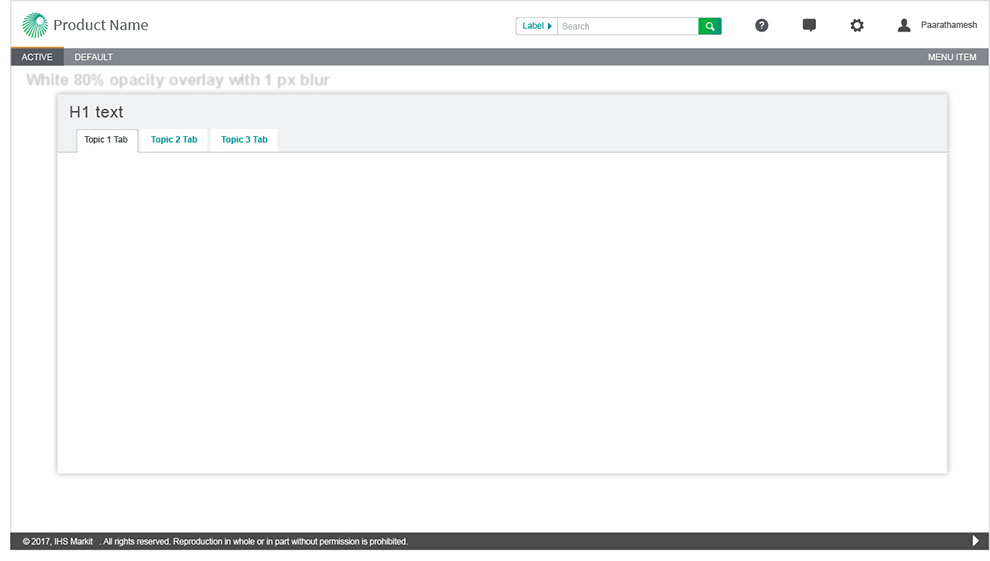 Product Name
Label Search
Paarathamesh
ACTIVE DEFAULT MENU ITEM
White 80% opacity overlay with 1 px blur
H1 text
Topic 1 Tab Topic 2 Tab Topic 3 Tab
© 2017, IHS Markit . All rights reserved. Reproduction in whole or in part without permission is prohibited.